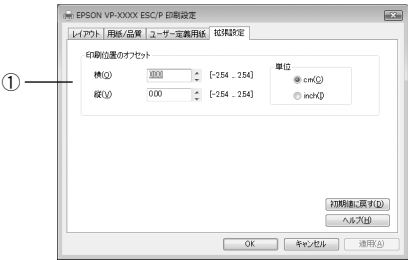 EPSON VP-XXXX ESC/P 印刷設定
レイアウト 用紙/品質 ユーザー定義用紙 拡張設定
印刷位置のオフセット
①
横(O) [-2.54 .. 2.54]
縦(V) 0.00 [-2.54 .. 2.54]
単位
cm(C)
inch(I)
初期値に戻す(D)
ヘルプ(H)
OK キャンセル 適用(A)